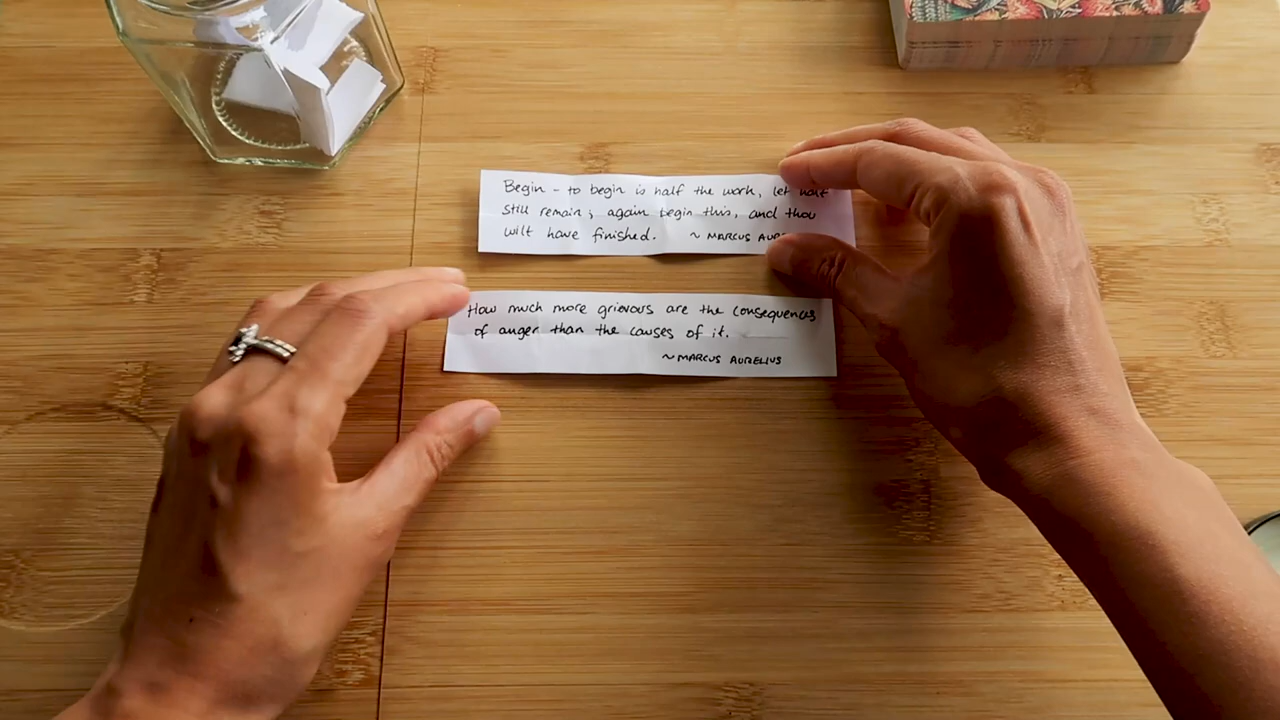 Begin - to begin is half the work, let half
still remain; again begin this, and thou
wilt have finished. ~ MARCUS
How much more grievous are the consequences
of anger than the causes of it.
~ MARCUS AURELIUS